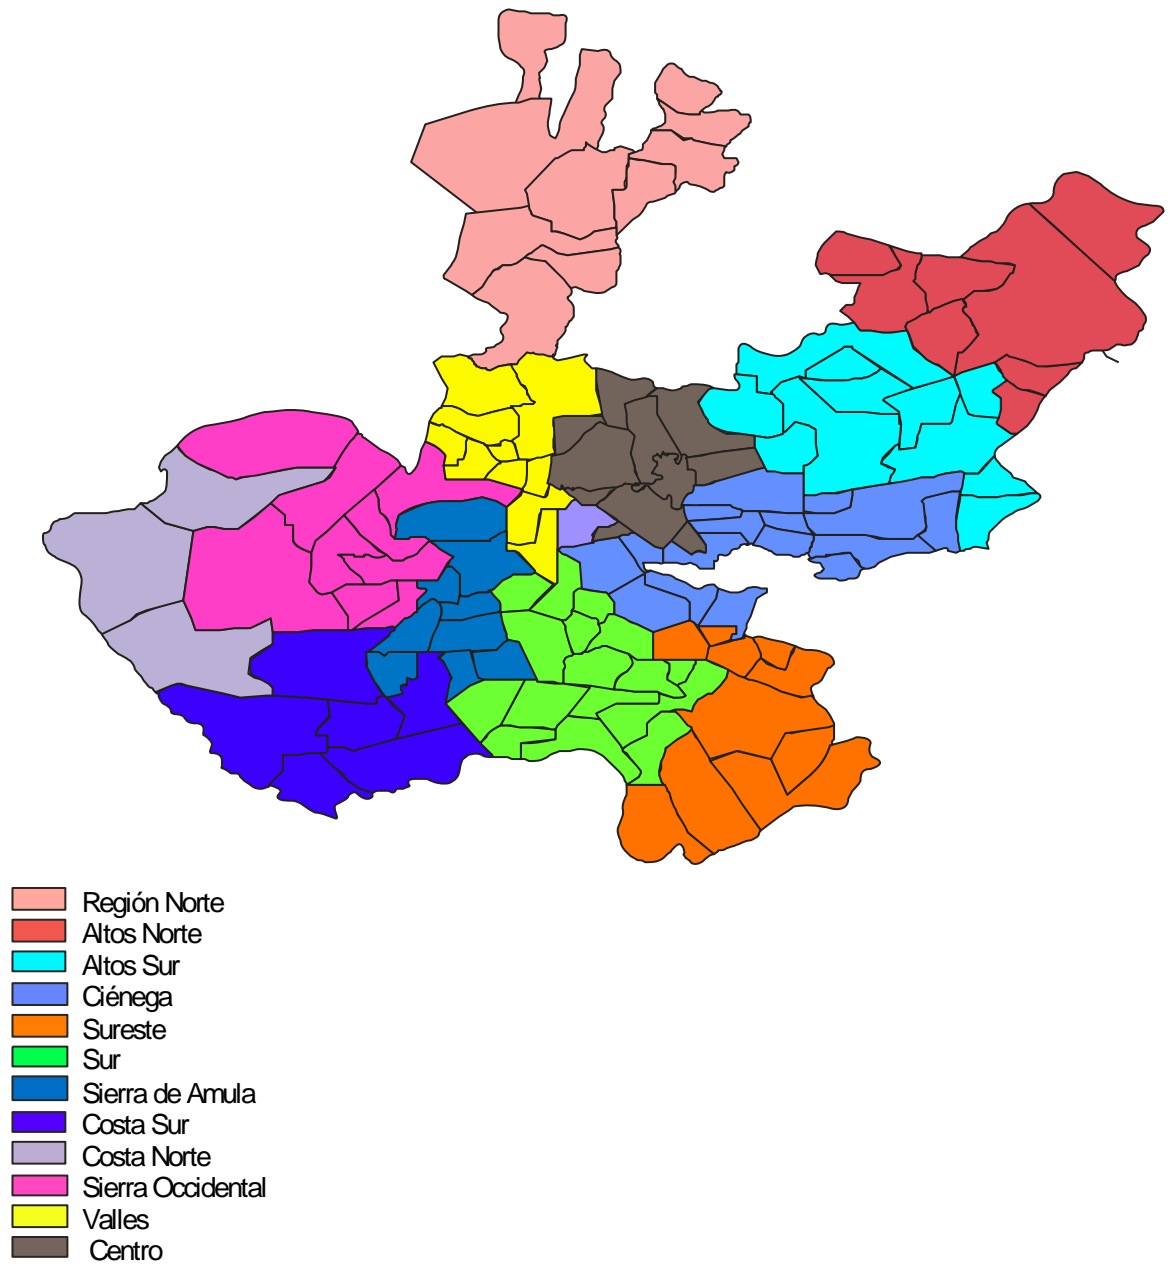 Región Norte
Altos Norte
Altos Sur
Ciénega
Sureste
Sur
Sierra de Amula
Costa Sur
Costa Norte
Sierra Occidental
Valles
Centro